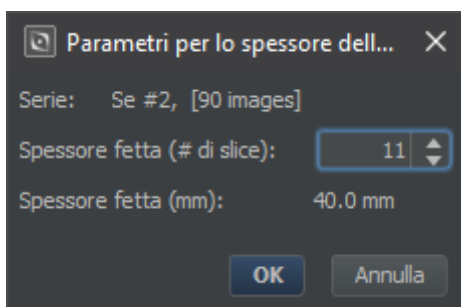 Parametri per lo spessore dell...
Serie: Se #2, [90 images]
Spessore fetta (# di slice): 11
Spessore fetta (mm): 40.0 mm
OK Annulla